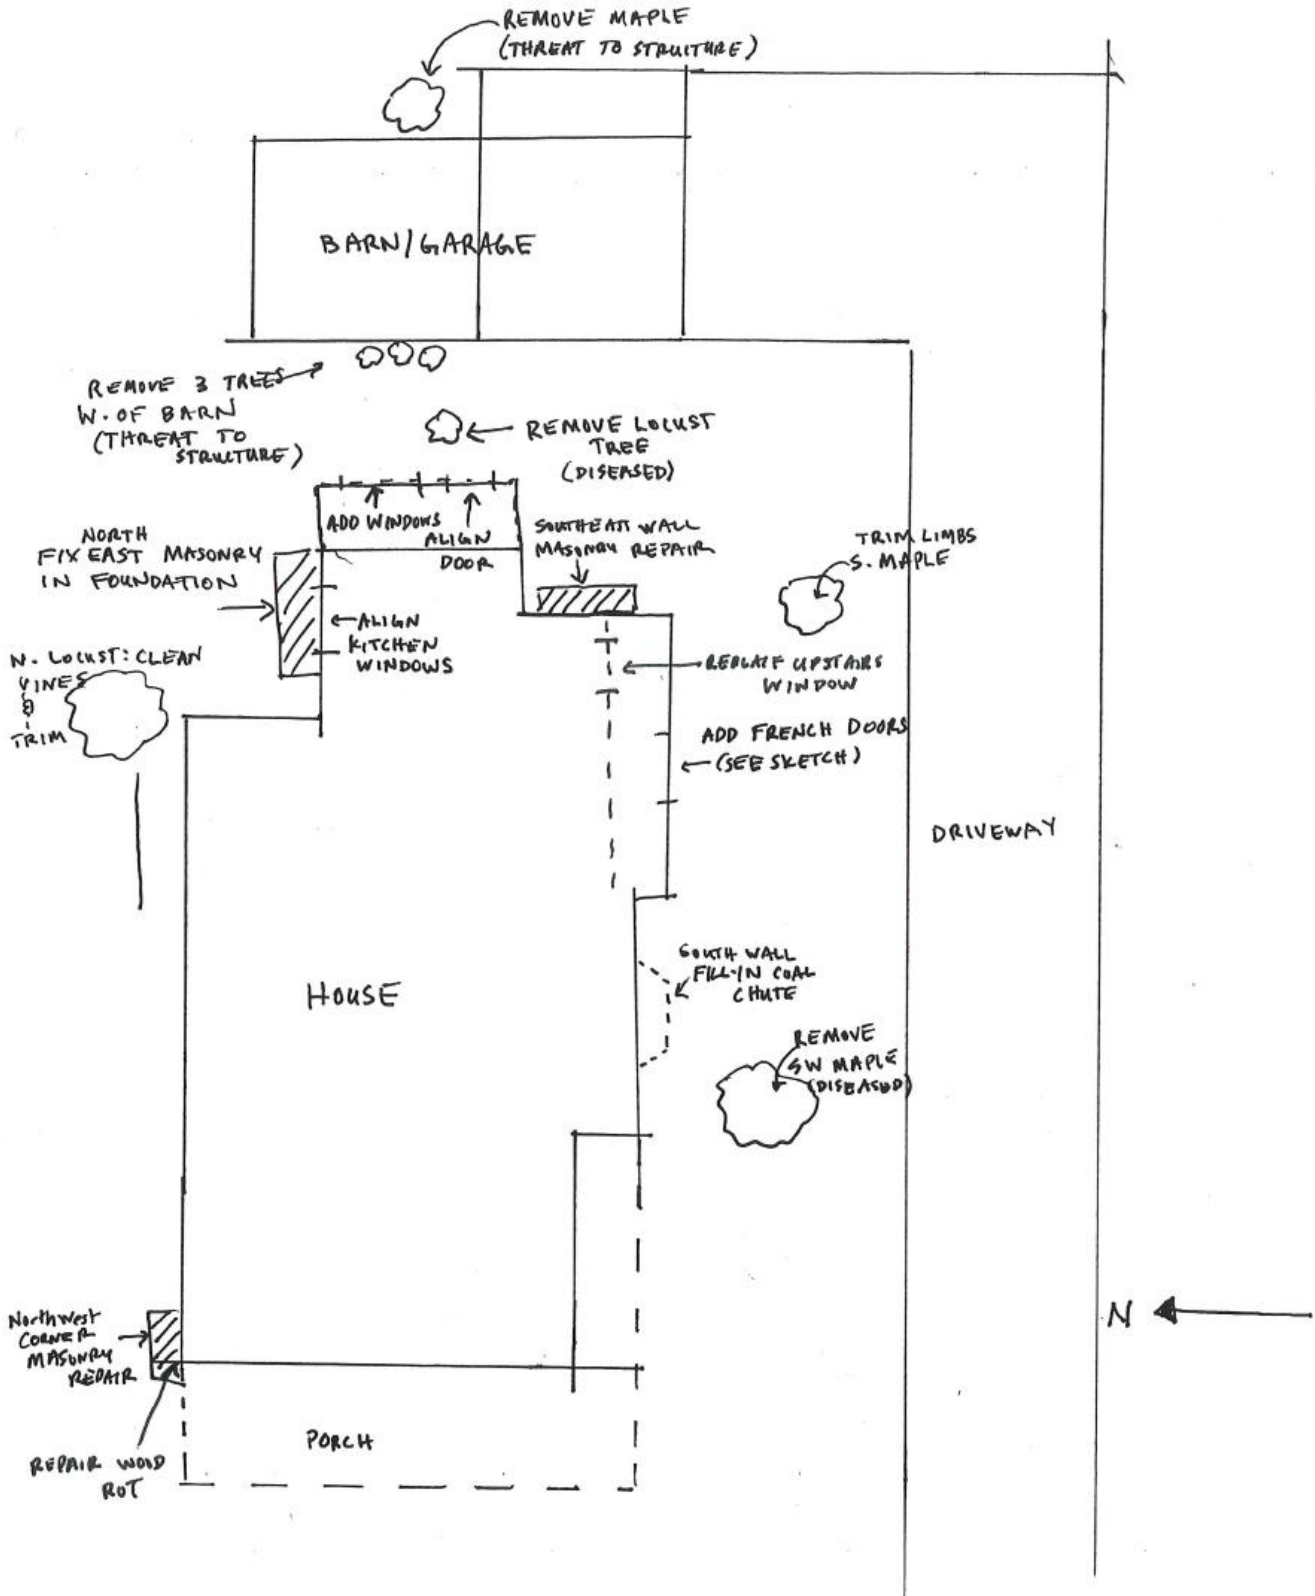 REMOVE MAPLE
(THREAT TO STRUCTURE)
BARN/GARAGE
REMOVE 3 TREES
W. OF BARN
(THREAT TO
STRUCTURE)
REMOVE LOCUST
TREE
(DISEASED)
ADD WINDOWS
ALIGN
DOOR
SOUTHEAST WALL
MASONRY REPAIR
TRIM LIMBS
S. MAPLE
NORTH
FIX EAST MASONRY
IN FOUNDATION
ALIGN
KITCHEN
WINDOWS
N. LOCUST: CLEAN
VINES
&
TRIM
REPLACE UPSTAIRS
WINDOW
ADD FRENCH DOORS
(SEE SKETCH)
DRIVEWAY
SOUTH WALL
FILL-IN COAL
CHUTE
HOUSE
REMOVE
SW MAPLE
(DISEASED)
N
NorthWest
CORNER
MASONRY
REPAIR
PORCH
REPAIR WOOD
ROT